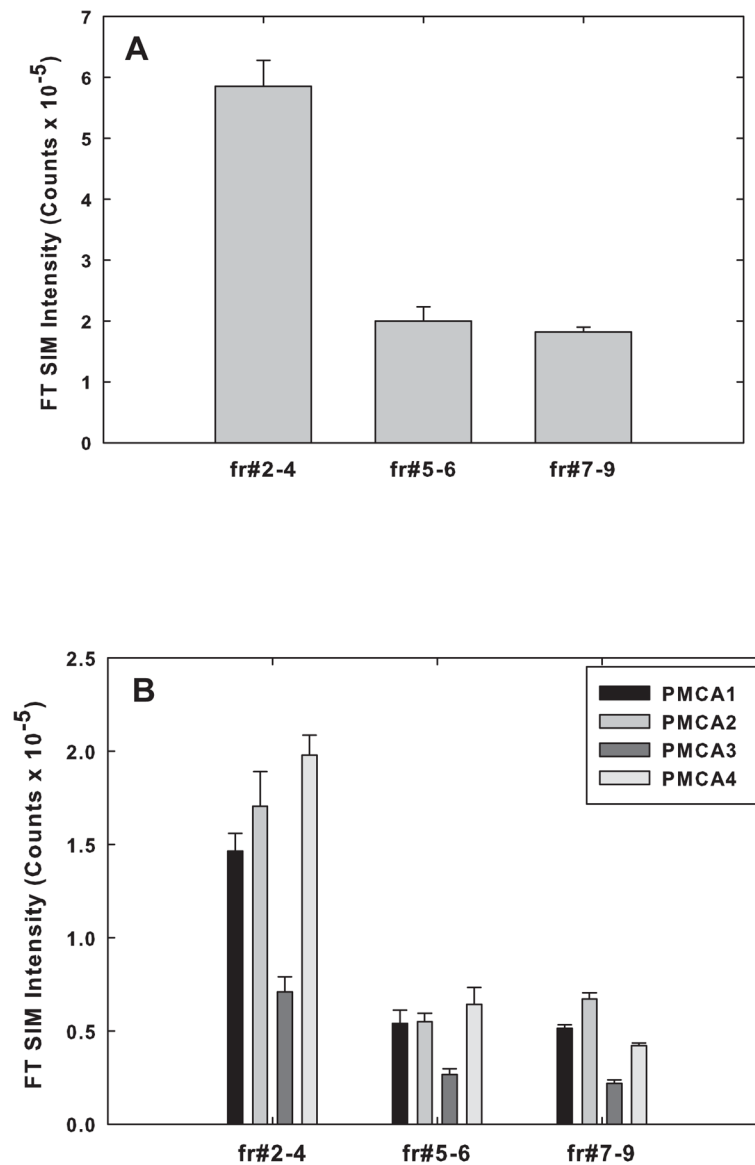 A
FT SIM Intensity (Counts x 10-5)
7
6
5
4
3
2
1
0
fr#2-4 fr#5-6 fr#7-9
B
FT SIM Intensity (Counts x 10-5)
2.5
2.0
1.5
1.0
0.5
0.0
PMCA1
PMCA2
PMCA3
PMCA4
fr#2-4 fr#5-6 fr#7-9